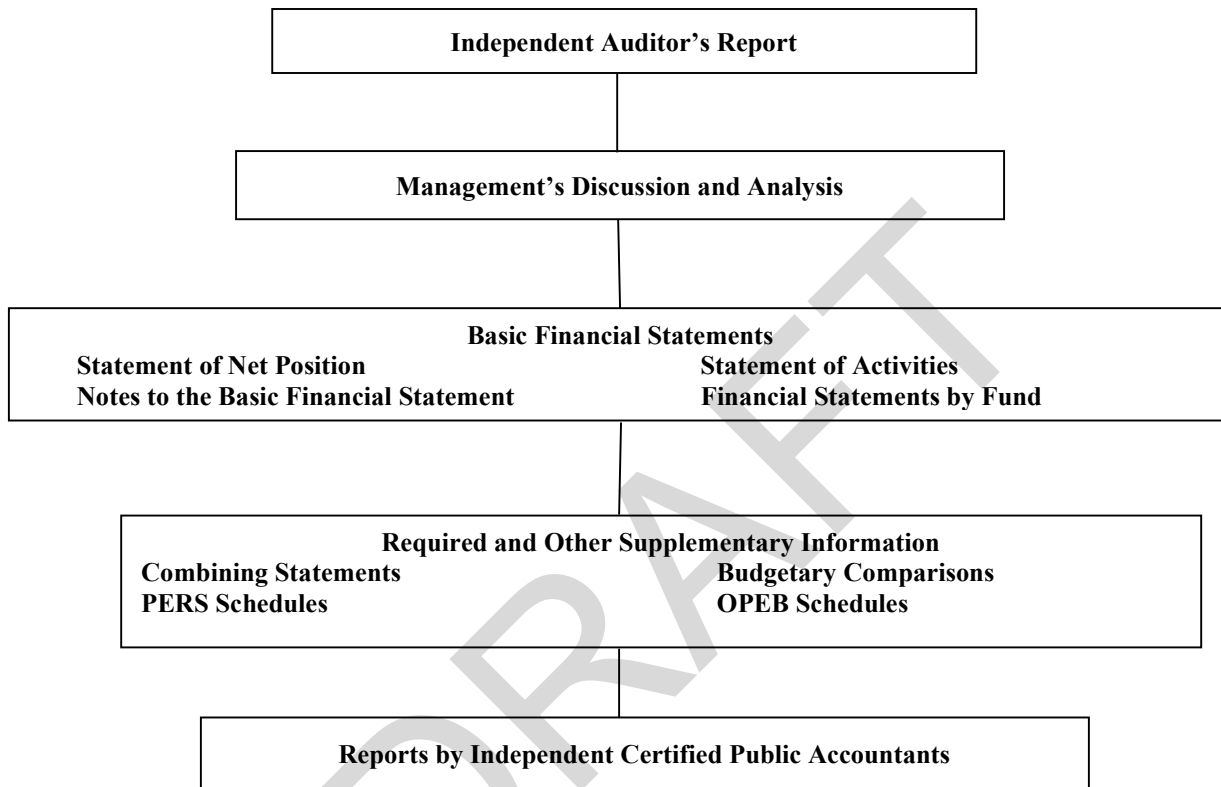 Independent Auditor’s Report
Management’s Discussion and Analysis
Basic Financial Statements
Statement of Net Position Statement of Activities
Notes to the Basic Financial Statement Financial Statements by Fund
Required and Other Supplementary Information
Combining Statements Budgetary Comparisons
PERS Schedules OPEB Schedules
Reports by Independent Certified Public Accountants
DRAFT